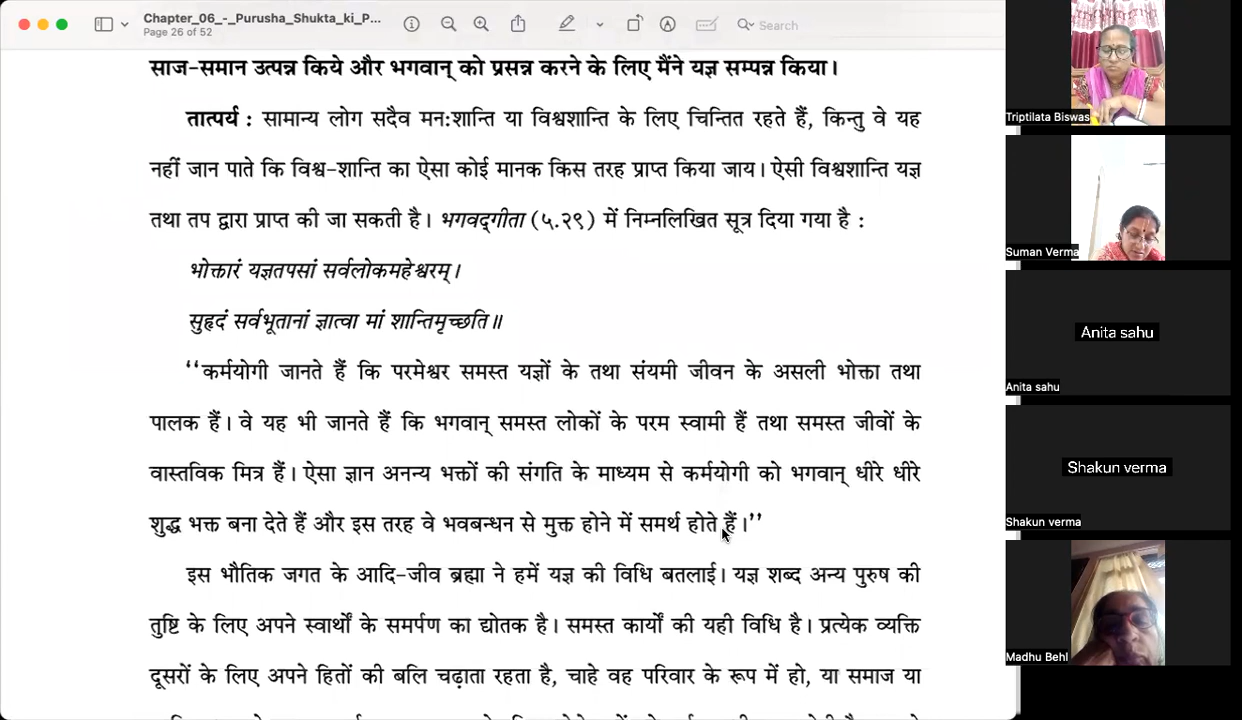 Chapter_06_-_Purusha_Shukta_ki_P...
Page 26 of 52
Search
साज-समान उत्पन्न किये और भगवान् को प्रसन्न करने के लिए मैंने यज्ञ सम्पन्न किया।
तात्पर्य : सामान्य लोग सदैव मन:शान्ति या विश्वशान्ति के लिए चिन्तित रहते हैं, किन्तु वे यह
नहीं जान पाते कि विश्व-शान्ति का ऐसा कोई मानक किस तरह प्राप्त किया जाय। ऐसी विश्वशान्ति यज्ञ
तथा तप द्वारा प्राप्त की जा सकती है। भगवद्‌गीता (५.२९) में निम्नलिखित सूत्र दिया गया है :
भोक्तारं यज्ञतपसां सर्वलोकमहेश्वरम्।
सुहृदं सर्वभूतानां ज्ञात्वा मां शान्तिमृच्छति॥
‘‘कर्मयोगी जानते हैं कि परमेश्वर समस्त यज्ञों के तथा संयमी जीवन के असली भोक्ता तथा
पालक हैं। वे यह भी जानते हैं कि भगवान् समस्त लोकों के परम स्वामी हैं तथा समस्त जीवों के
वास्तविक मित्र हैं। ऐसा ज्ञान अनन्य भक्तों की संगति के माध्यम से कर्मयोगी को भगवान् धीरे धीरे
शुद्ध भक्त बना देते हैं और इस तरह वे भवबन्धन से मुक्त होने में समर्थ होते हैं।’’
इस भौतिक जगत के आदि-जीव ब्रह्मा ने हमें यज्ञ की विधि बतलाई। यज्ञ शब्द अन्य पुरुष की
तुष्टि के लिए अपने स्वार्थों के समर्पण का द्योतक है। समस्त कार्यों की यही विधि है। प्रत्येक व्यक्ति
दूसरों के लिए अपने हितों की बलि चढ़ाता रहता है, चाहे वह परिवार के रूप में हो, या समाज या
Triptilata Biswas
Suman Verma
Anita sahu
Anita sahu
Shakun verma
Shakun verma
Madhu Behl